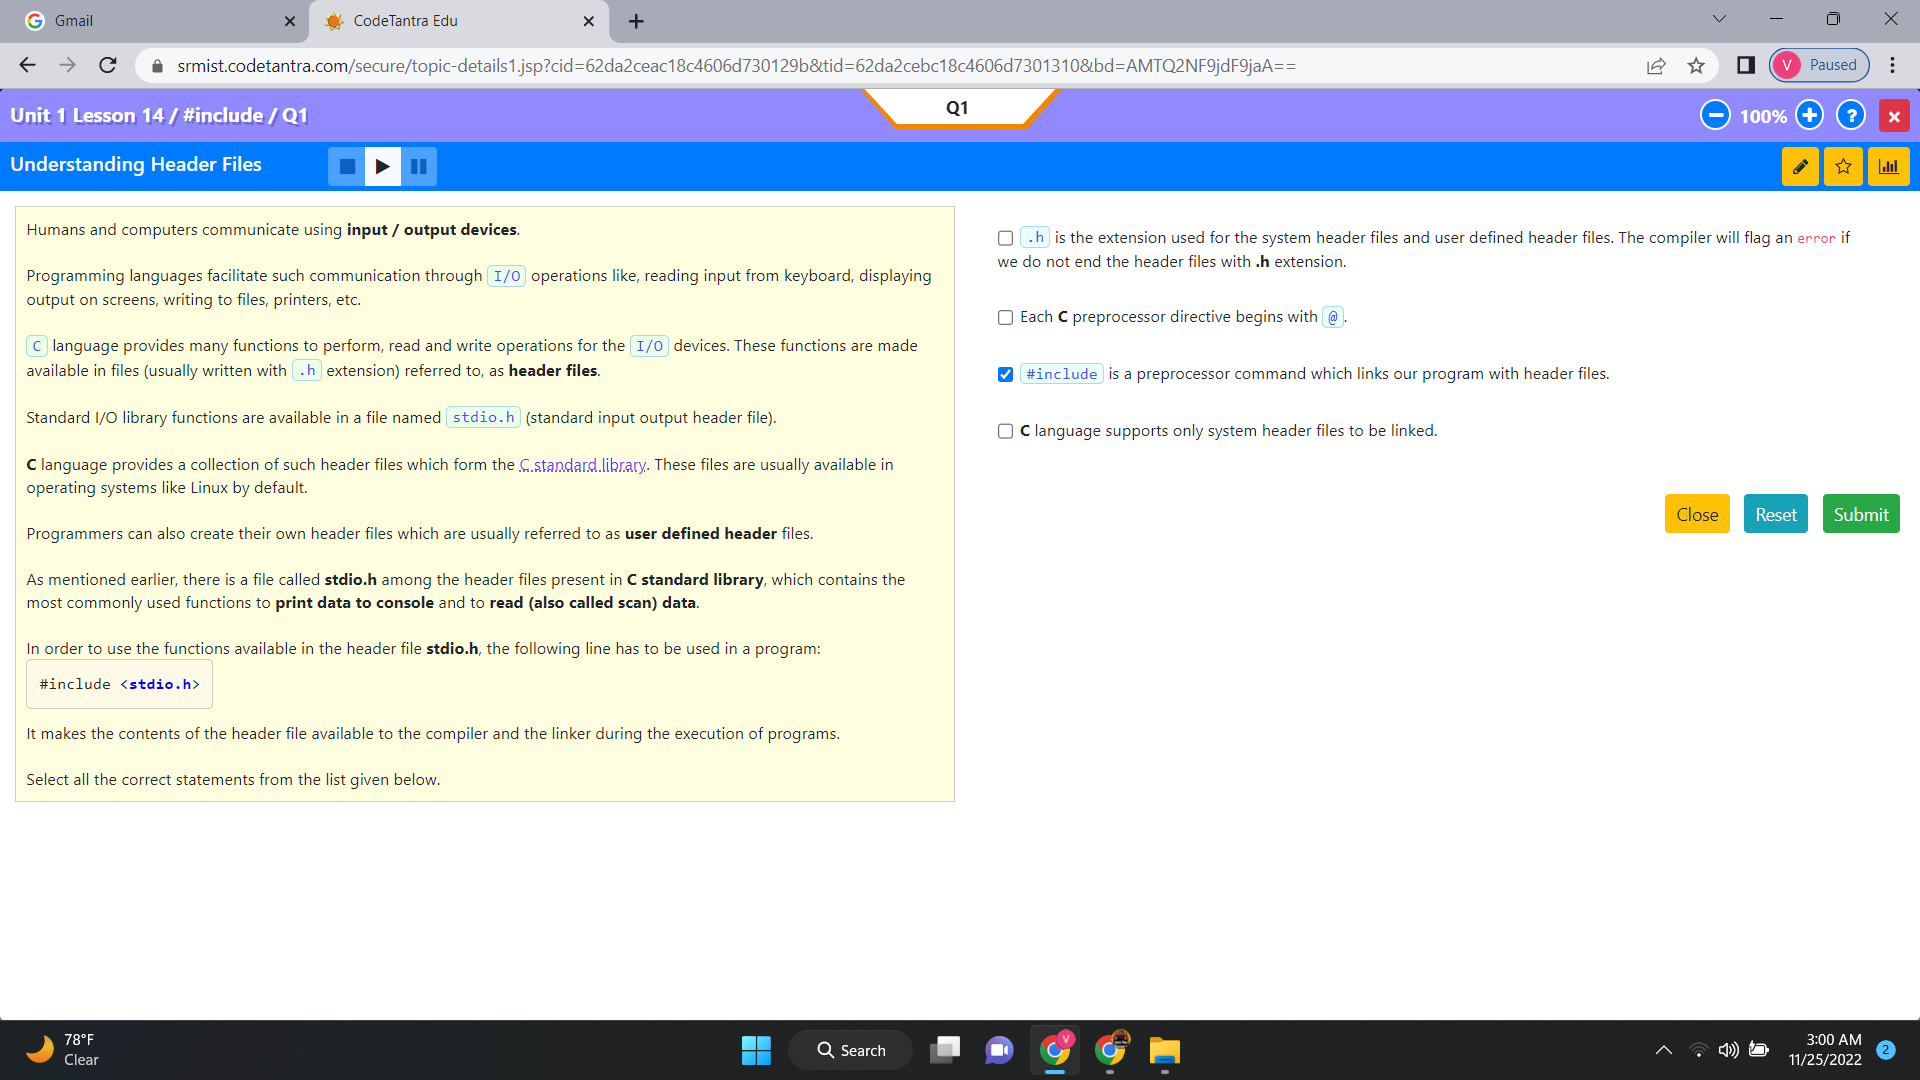 Gmail
CodeTantra Edu
srmist.codetantra.com/secure/topic-details1.jsp?cid=62da2ceac18c4606d730129b&tid=62da2cebc18c4606d7301310&bd=AMTQ2NF9jdF9jaA==
V Paused
Unit 1 Lesson 14 / #include / Q1
Q1
100%
?
Understanding Header Files
Humans and computers communicate using input / output devices.
Programming languages facilitate such communication through I/O operations like, reading input from keyboard, displaying
output on screens, writing to files, printers, etc.
C language provides many functions to perform, read and write operations for the I/O devices. These functions are made
available in files (usually written with .h extension) referred to, as header files.
Standard I/O library functions are available in a file named stdio.h (standard input output header file).
C language provides a collection of such header files which form the C standard library. These files are usually available in
operating systems like Linux by default.
Programmers can also create their own header files which are usually referred to as user defined header files.
As mentioned earlier, there is a file called stdio.h among the header files present in C standard library, which contains the
most commonly used functions to print data to console and to read (also called scan) data.
In order to use the functions available in the header file stdio.h, the following line has to be used in a program:
#include <stdio.h>
It makes the contents of the header file available to the compiler and the linker during the execution of programs.
Select all the correct statements from the list given below.
.h is the extension used for the system header files and user defined header files. The compiler will flag an error if
we do not end the header files with .h extension.
Each C preprocessor directive begins with @.
#include is a preprocessor command which links our program with header files.
C language supports only system header files to be linked.
Close
Reset
Submit
78°F
Clear
Search
V
3:00 AM
11/25/2022
2